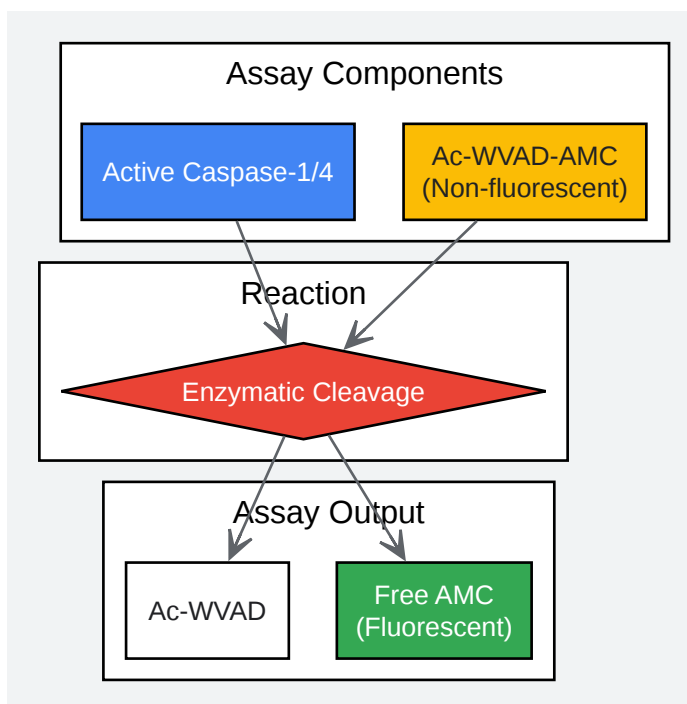 Assay Components
Active Caspase-1/4
Ac-WVAD-AMC
(Non-fluorescent)
Reaction
Enzymatic Cleavage
Assay Output
Ac-WVAD
Free AMC
(Fluorescent)